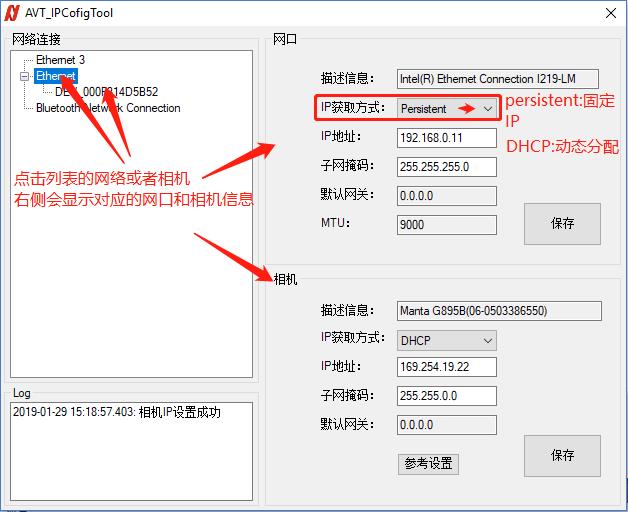 AVT_IPCofigTool
网络连接
Ethernet 3
Ethernet
Bluetooth Network Connection
点击列表的网络或者相机
右侧会显示对应的网口和相机信息
Log
2019-01-29 15:18:57.403: 相机IP设置成功
网口
描述信息: Intel(R) Ethernet Connection I219-LM
IP获取方式: Persistent
persistent:固定
IP
DHCP:动态分配
IP地址: 192.168.0.11
子网掩码: 255.255.255.0
默认网关: 0.0.0.0
MTU: 9000
保存
相机
描述信息: Manta G895B(06-0503386550)
IP获取方式: DHCP
IP地址: 169.254.19.22
子网掩码: 255.255.0.0
默认网关: 0.0.0.0
参考设置
保存